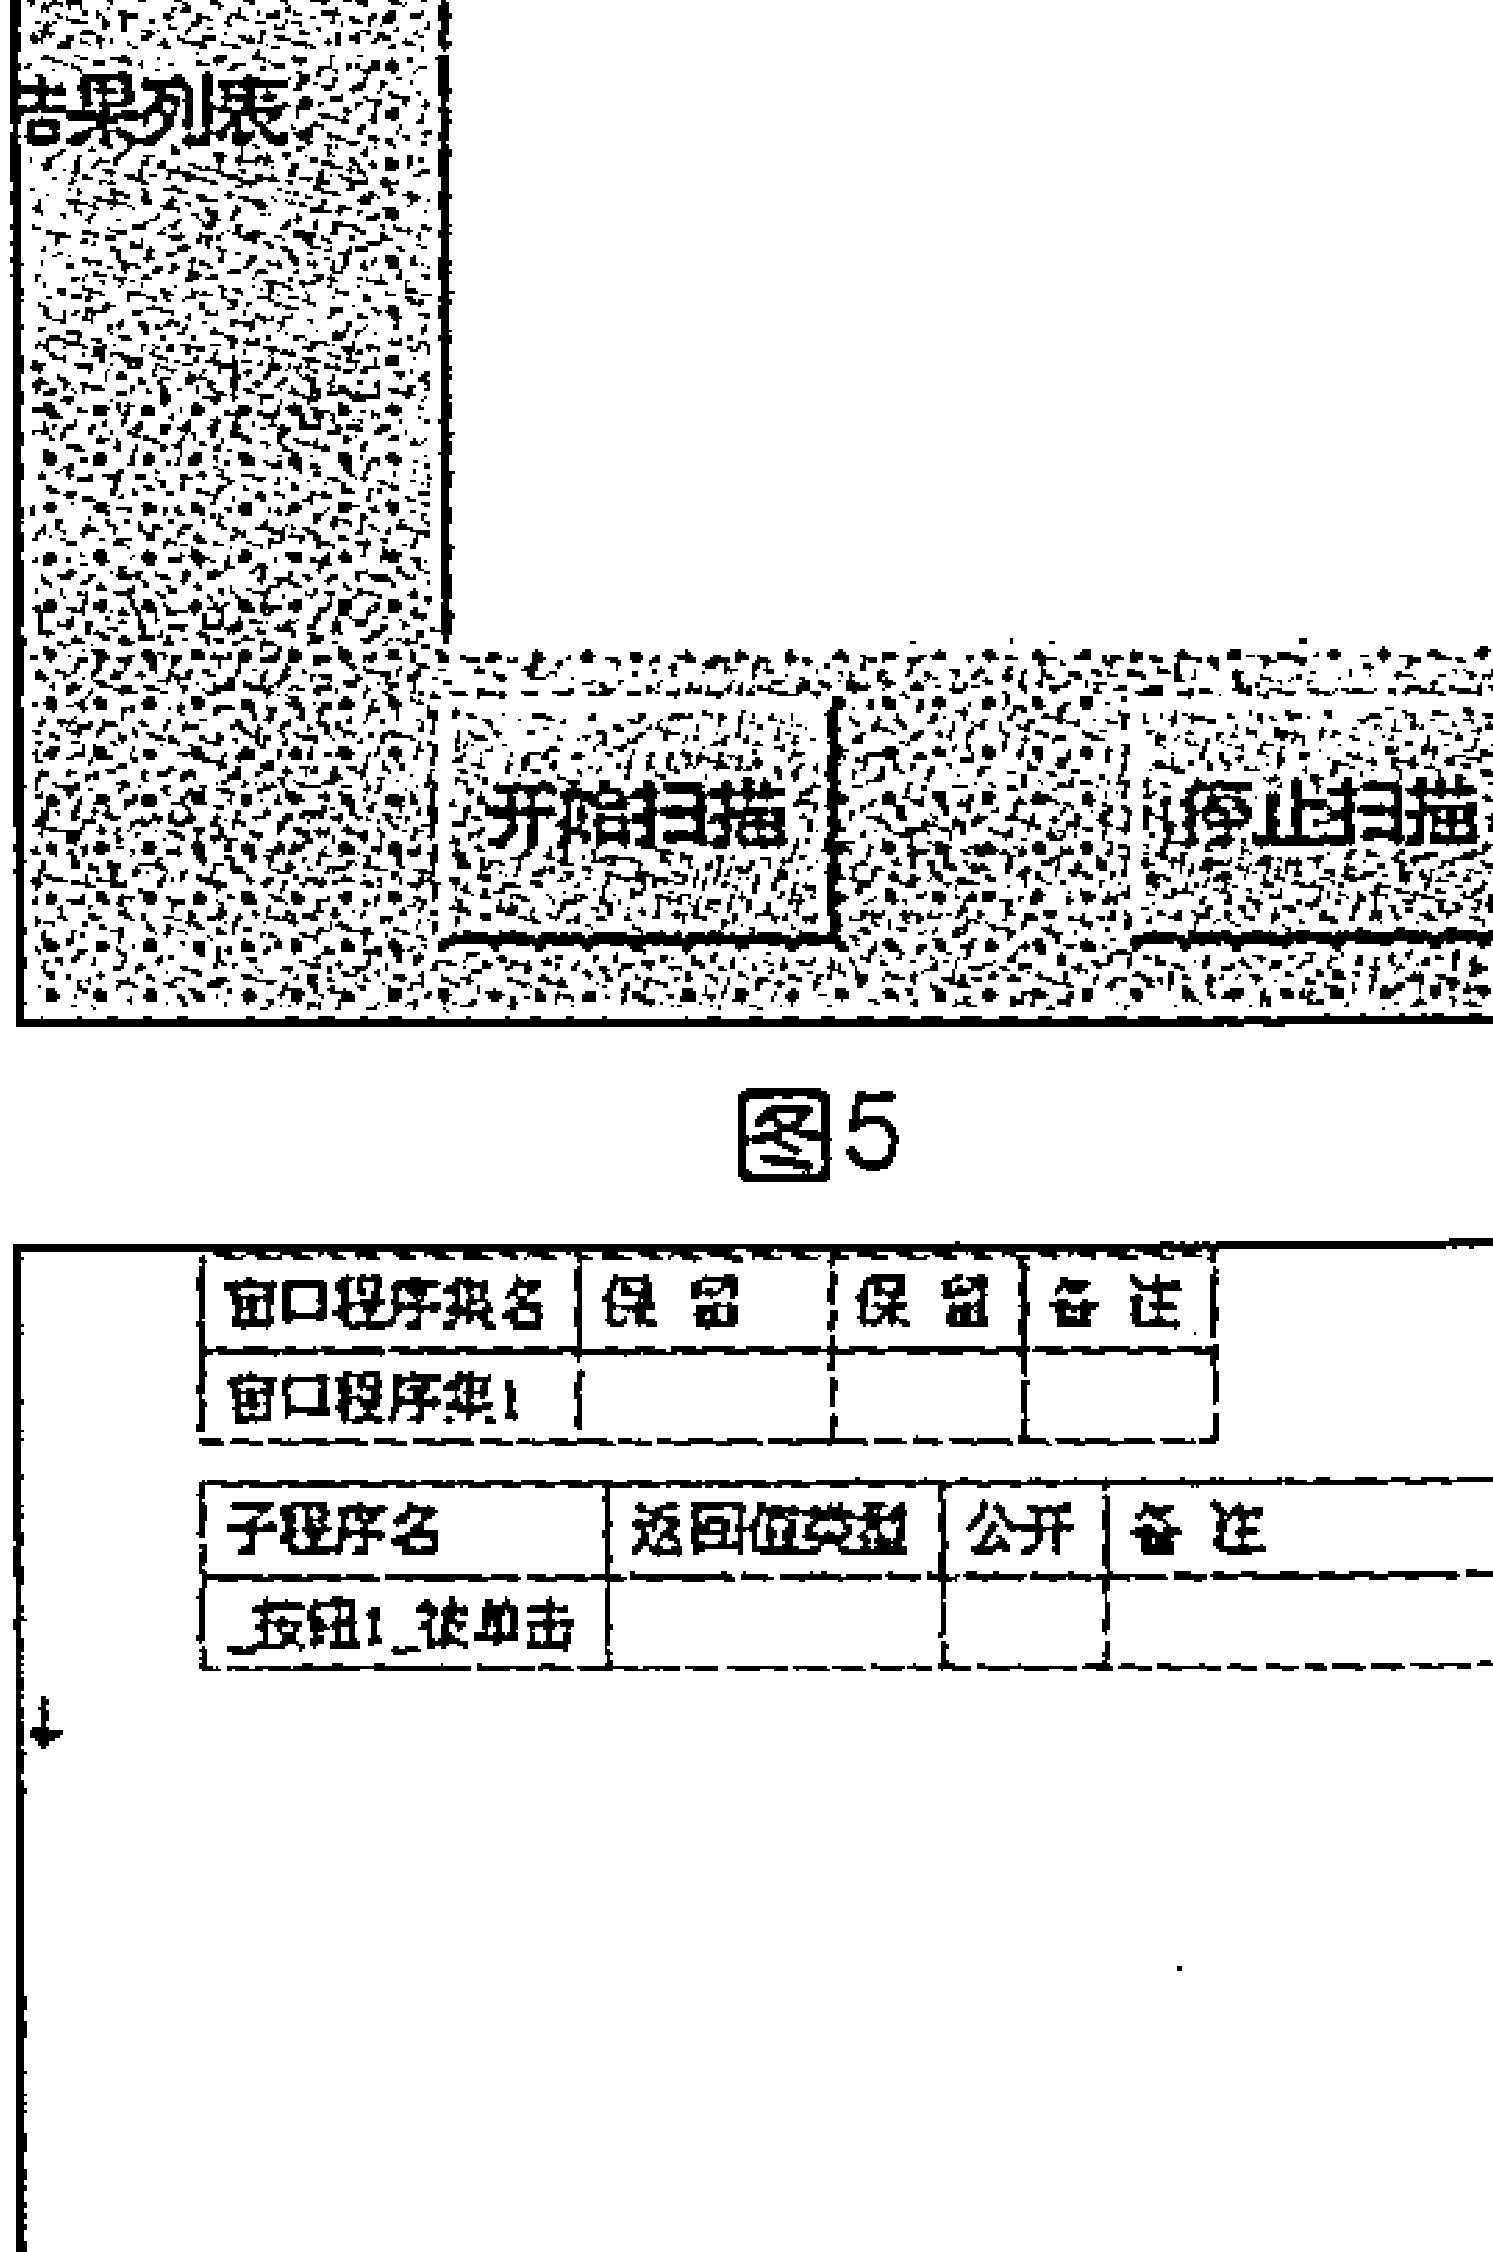 结果列表
开始扫描 停止扫描
图5
窗口程序集名 保 留 保 留 备 注
窗口程序集1
子程序名 返回值类型 公开 备 注
_按钮1_被单击